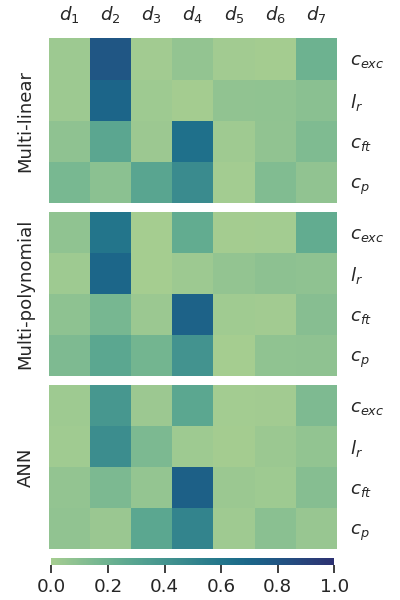 d₁ d₂ d₃ d₄ d₅ d₆ d₇
Multi-linear
c_exc
l_r
c_ft
c_p
Multi-polynomial
c_exc
l_r
c_ft
c_p
ANN
c_exc
l_r
c_ft
c_p
0.0 0.2 0.4 0.6 0.8 1.0